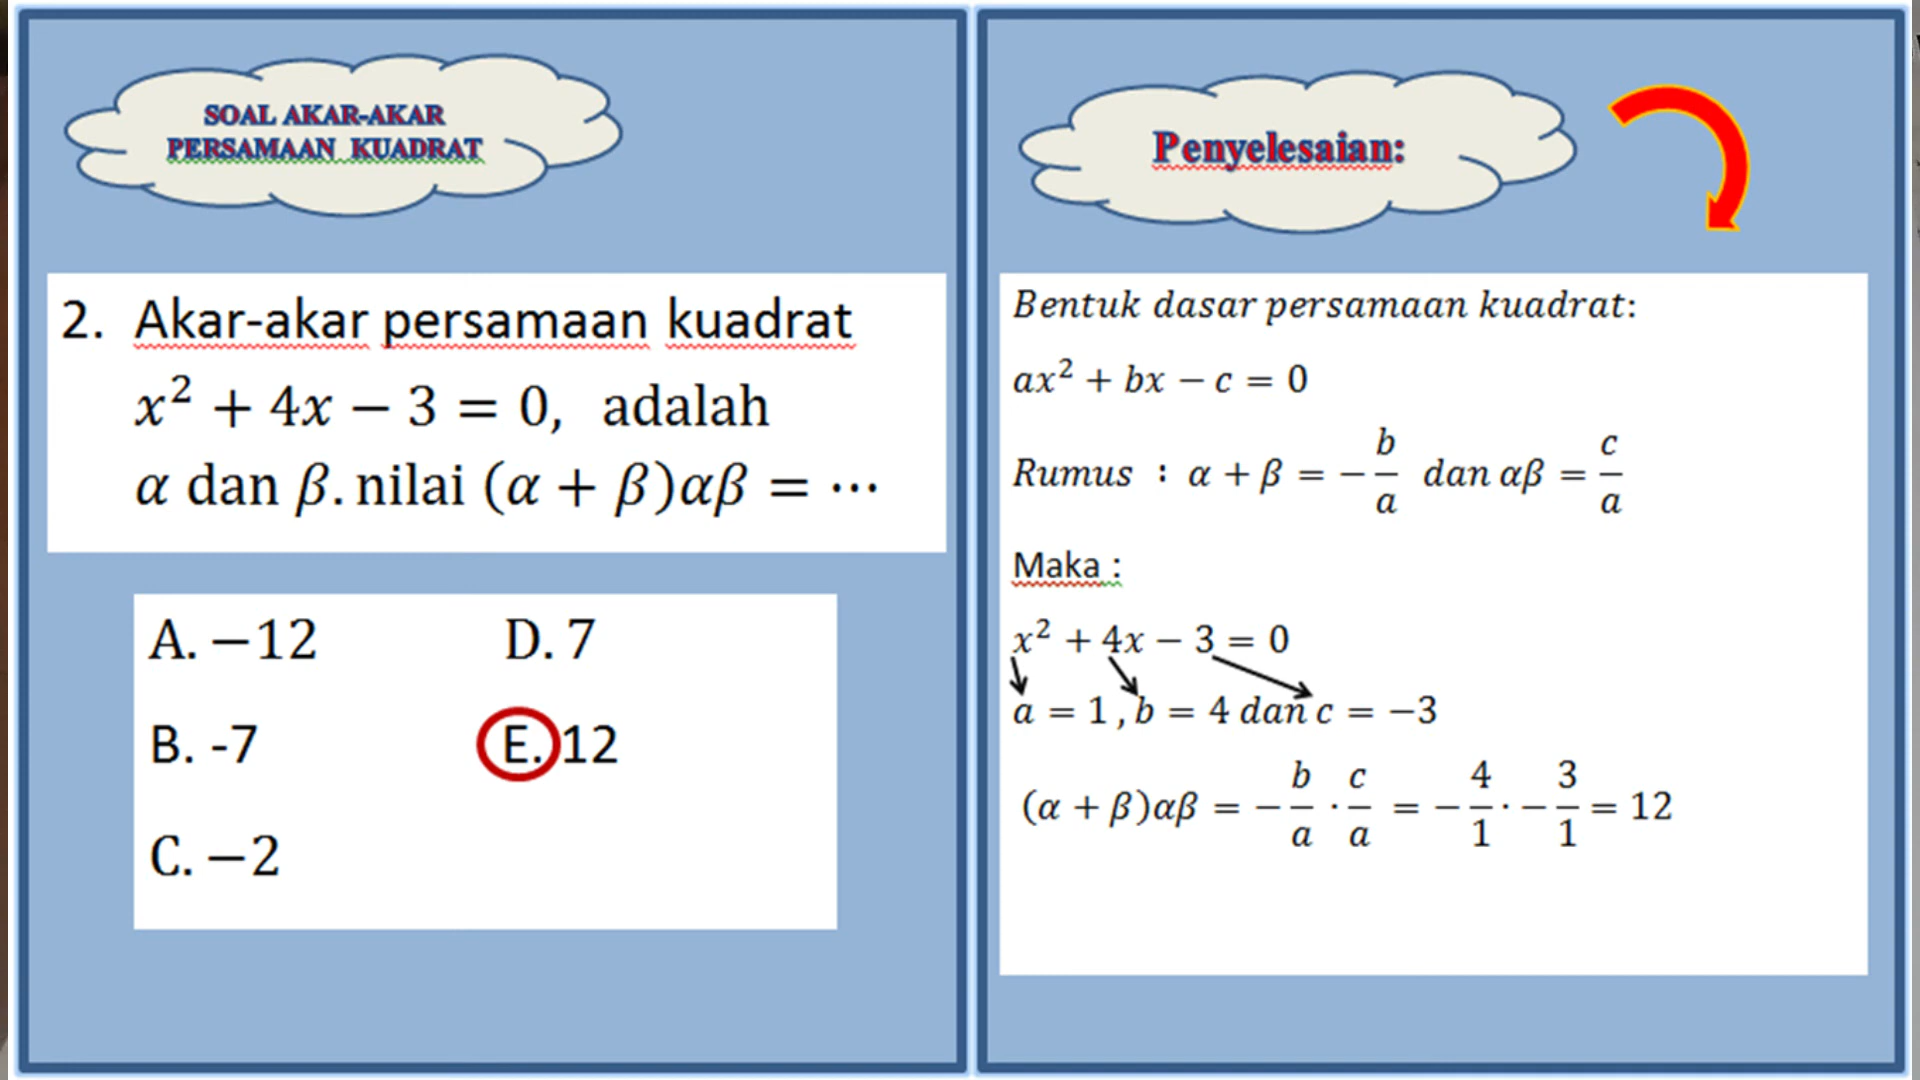 SOAL AKAR-AKAR
PERSAMAAN KUADRAT
2. Akar-akar persamaan kuadrat
x² + 4x − 3 = 0, adalah
α dan β. nilai (α + β)αβ = ⋯
A. −12
D. 7
B. -7
E. 12
C. −2
Penyelesaian:
Bentuk dasar persamaan kuadrat:
ax² + bx − c = 0
Rumus : α + β = −b/a dan αβ = c/a
Maka :
x² + 4x − 3 = 0
a = 1 , b = 4 dan c = −3
(α + β)αβ = −b/a · c/a = −4/1 · −3/1 = 12